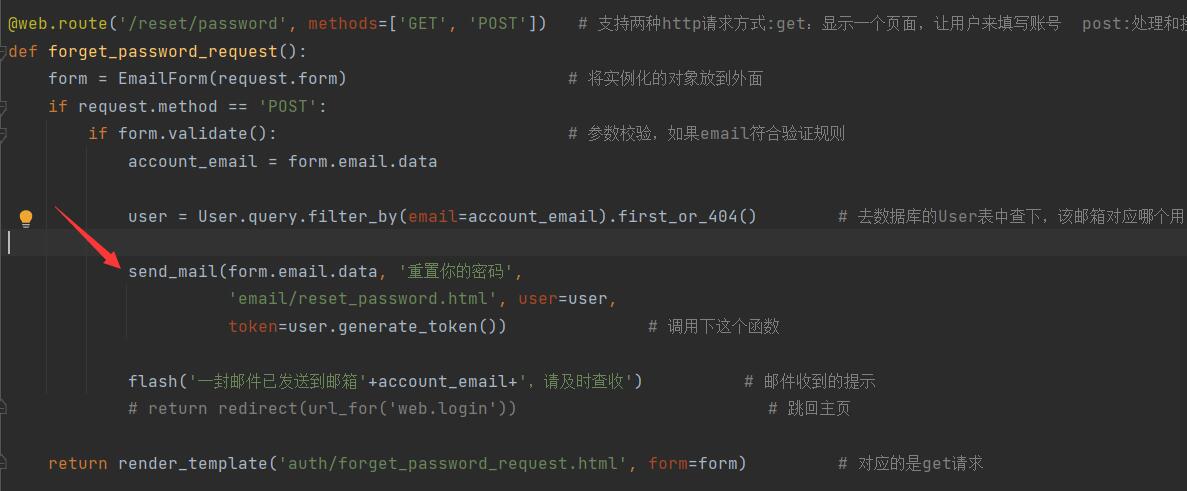 @web.route('/reset/password', methods=['GET', 'POST'])   # 支持两种http请求方式:get：显示一个页面，让用户来填写账号  post:处理和
def forget_password_request():
    form = EmailForm(request.form)                      # 将实例化的对象放到外面
    if request.method == 'POST':
        if form.validate():                             # 参数校验，如果email符合验证规则
            account_email = form.email.data
            user = User.query.filter_by(email=account_email).first_or_404()        # 去数据库的User表中查下，该邮箱对应哪个用
            send_mail(form.email.data, '重置你的密码',
                      'email/reset_password.html', user=user,
                      token=user.generate_token())              # 调用下这个函数
            flash('一封邮件已发送到邮箱'+account_email+'，请及时查收')          # 邮件收到的提示
            # return redirect(url_for('web.login'))                         # 跳回主页
    return render_template('auth/forget_password_request.html', form=form)         # 对应的是get请求